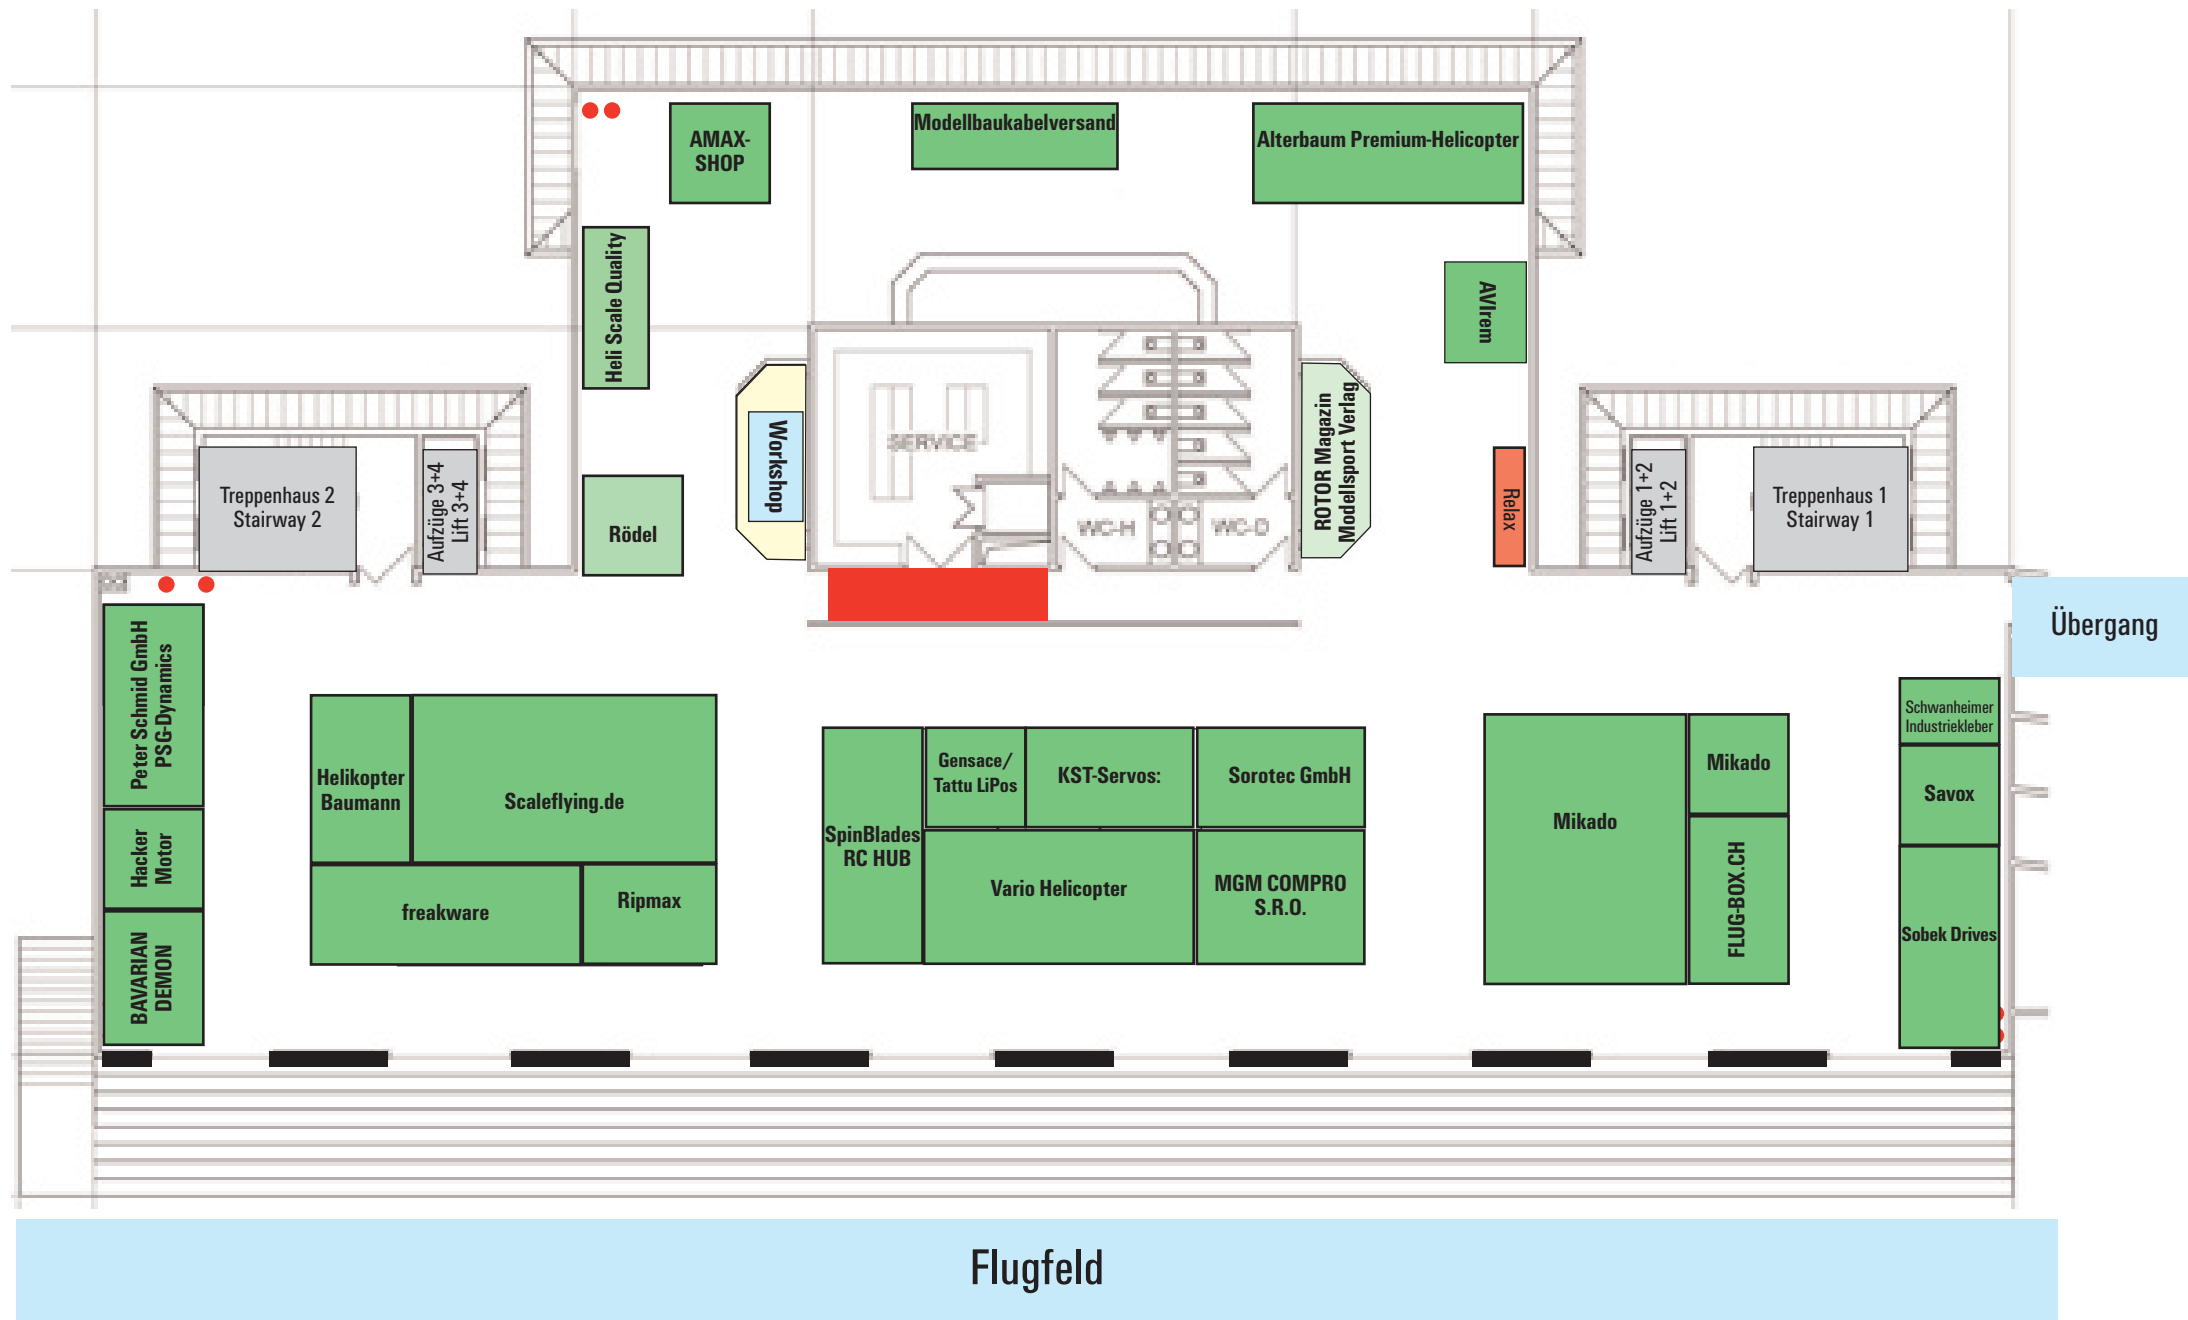 AMAX-
SHOP
Modellbaukabelversand
Alterbaum Premium-Helicopter
Heli Scale Quality
AVIrem
Workshop
SERVICE
ROTOR Magazin
Modellsport Verlag
Treppenhaus 2
Stairway 2
Aufzüge 3+4
Lift 3+4
Rödel
WC-H
WC-D
Relax
Aufzüge 1+2
Lift 1+2
Treppenhaus 1
Stairway 1
Übergang
Peter Schmid GmbH
PSG-Dynamics
Hacker
Motor
BAVARIAN
DEMON
Helikopter
Baumann
Scaleflying.de
freakware
Ripmax
SpinBlades
RC HUB
Gensace/
Tattu LiPos
KST-Servos:
Sorotec GmbH
Vario Helicopter
MGM COMPRO
S.R.O.
Mikado
Mikado
FLUG-BOX.CH
Schwanheimer
Industriekleber
Savox
Sobek Drives
Flugfeld